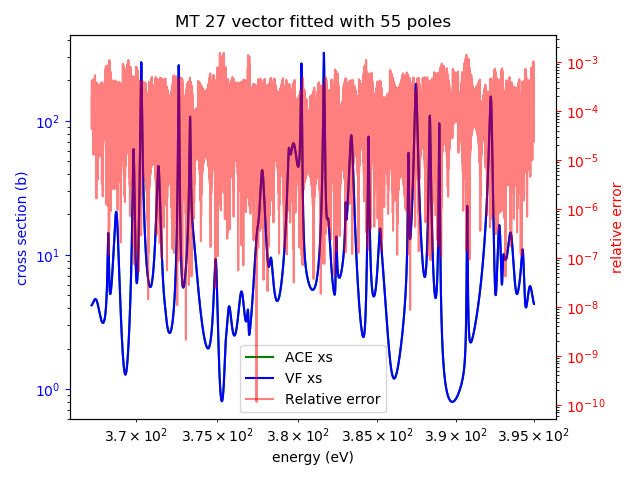 MT 27 vector fitted with 55 poles
cross section (b)
10²
10¹
10⁰
10⁻³
10⁻⁴
10⁻⁵
10⁻⁶
10⁻⁷
10⁻⁸
10⁻⁹
10⁻¹⁰
relative error
ACE xs
VF xs
Relative error
3.7 × 10² 3.75 × 10² 3.8 × 10² 3.85 × 10² 3.9 × 10² 3.95 × 10²
energy (eV)